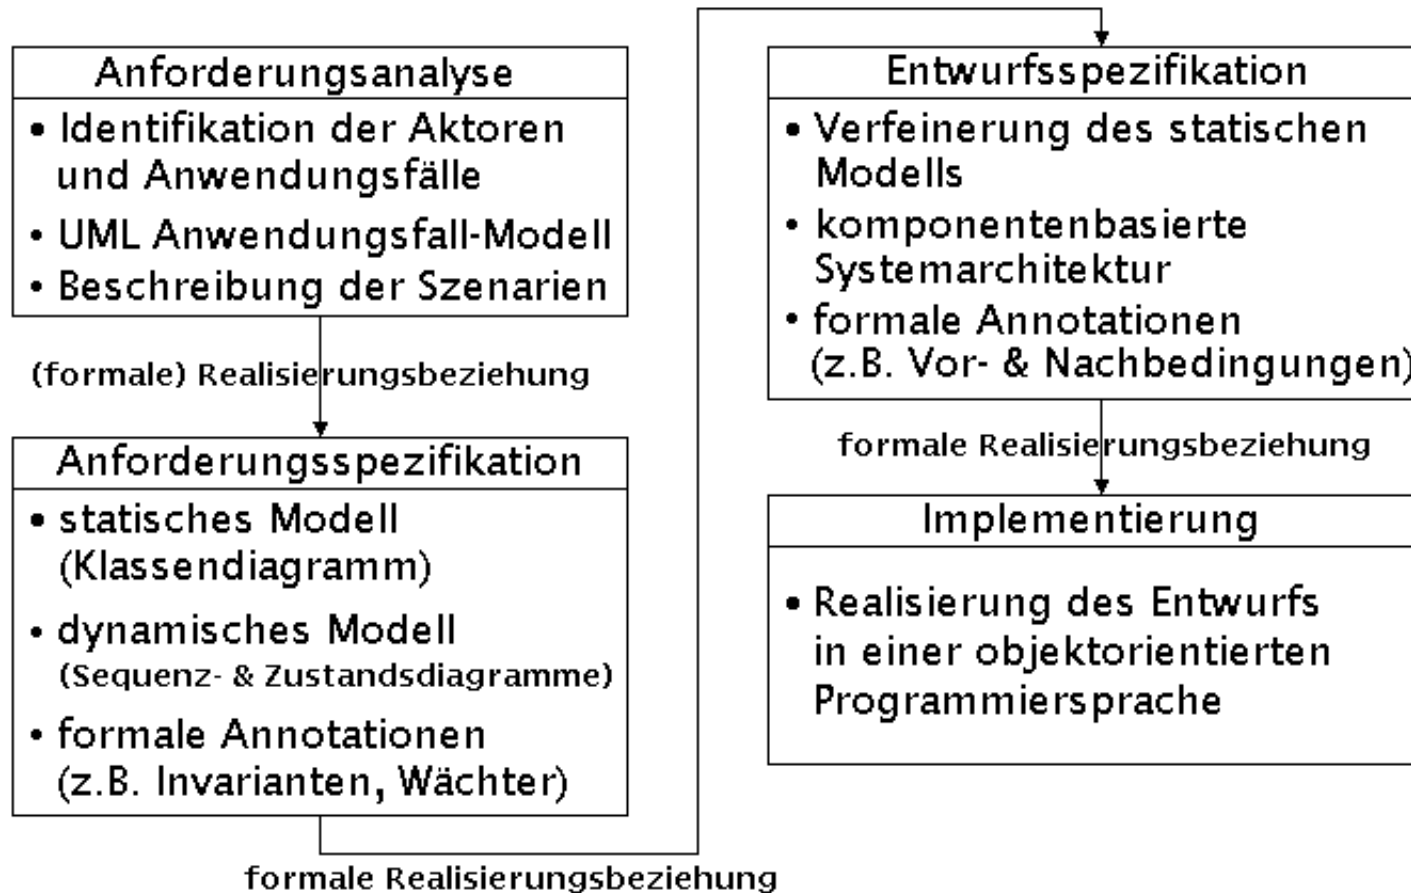 Anforderungsanalyse
• Identifikation der Aktoren
und Anwendungsfälle
• UML Anwendungsfall-Modell
• Beschreibung der Szenarien
(formale) Realisierungsbeziehung
Anforderungsspezifikation
• statisches Modell
(Klassendiagramm)
• dynamisches Modell
(Sequenz- & Zustandsdiagramme)
• formale Annotationen
(z.B. Invarianten, Wächter)
formale Realisierungsbeziehung
Entwurfsspezifikation
• Verfeinerung des statischen
Modells
• komponentenbasierte
Systemarchitektur
• formale Annotationen
(z.B. Vor- & Nachbedingungen)
formale Realisierungsbeziehung
Implementierung
• Realisierung des Entwurfs
in einer objektorientierten
Programmiersprache